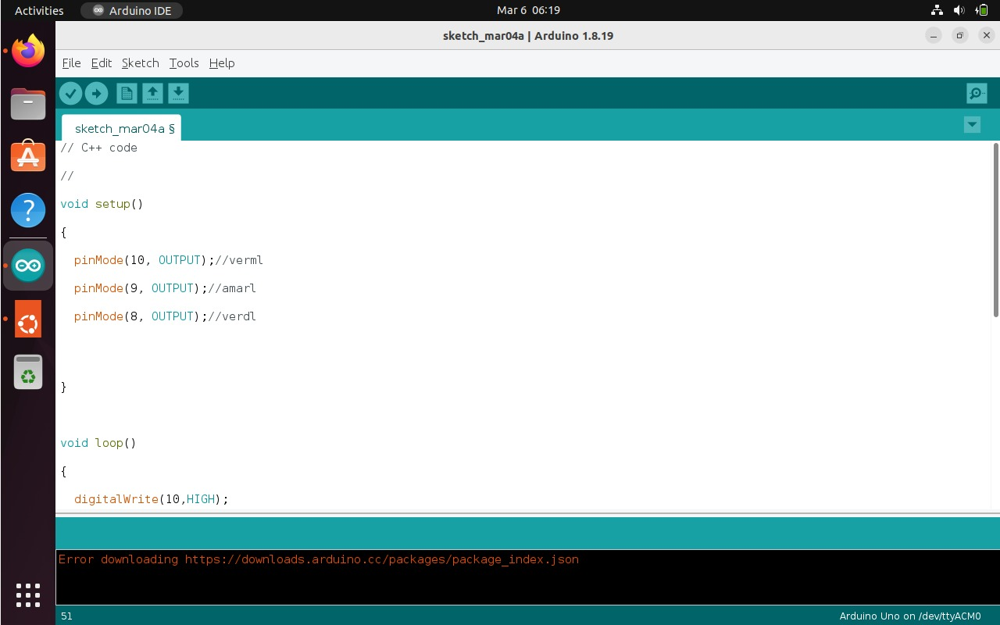 Activities
Arduino IDE
Mar 6 06:19
sketch_mar04a | Arduino 1.8.19
File Edit Sketch Tools Help
sketch_mar04a §
// C++ code
//
void setup()
{
pinMode(10, OUTPUT);//verml
pinMode(9, OUTPUT);//amarl
pinMode(8, OUTPUT);//verdl
}
void loop()
{
digitalWrite(10,HIGH);
Error downloading https://downloads.arduino.cc/packages/package_index.json
51
Arduino Uno on /dev/ttyACM0